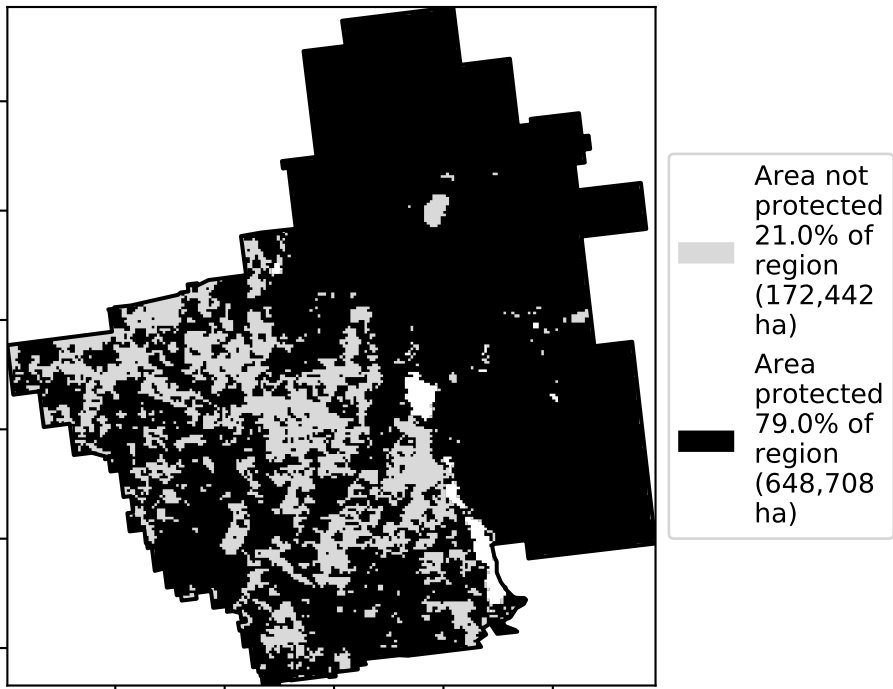 Area not
protected
21.0% of
region
(172,442
ha)
Area
protected
79.0% of
region
(648,708
ha)